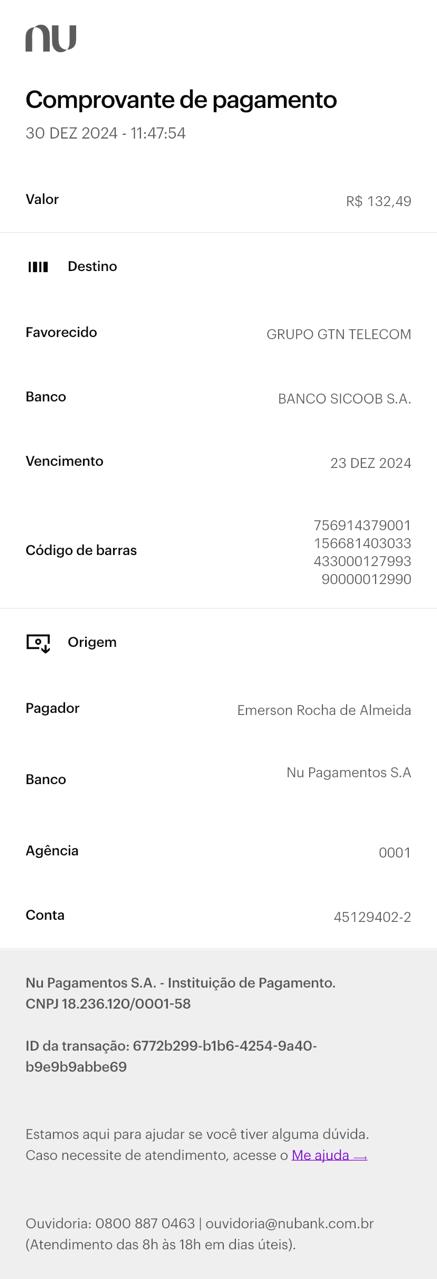 nu
Comprovante de pagamento
30 DEZ 2024 - 11:47:54
Valor R$ 132,49
Destino
Favorecido GRUPO GTN TELECOM
Banco BANCO SICOOB S.A.
Vencimento 23 DEZ 2024
Código de barras 756914379001
156681403033
433000127993
90000012990
Origem
Pagador Emerson Rocha de Almeida
Banco Nu Pagamentos S.A
Agência 0001
Conta 45129402-2
Nu Pagamentos S.A. - Instituição de Pagamento.
CNPJ 18.236.120/0001-58
ID da transação: 6772b299-b1b6-4254-9a40-
b9e9b9abbe69
Estamos aqui para ajudar se você tiver alguma dúvida.
Caso necessite de atendimento, acesse o Me ajuda →
Ouvidoria: 0800 887 0463 | ouvidoria@nubank.com.br
(Atendimento das 8h às 18h em dias úteis).